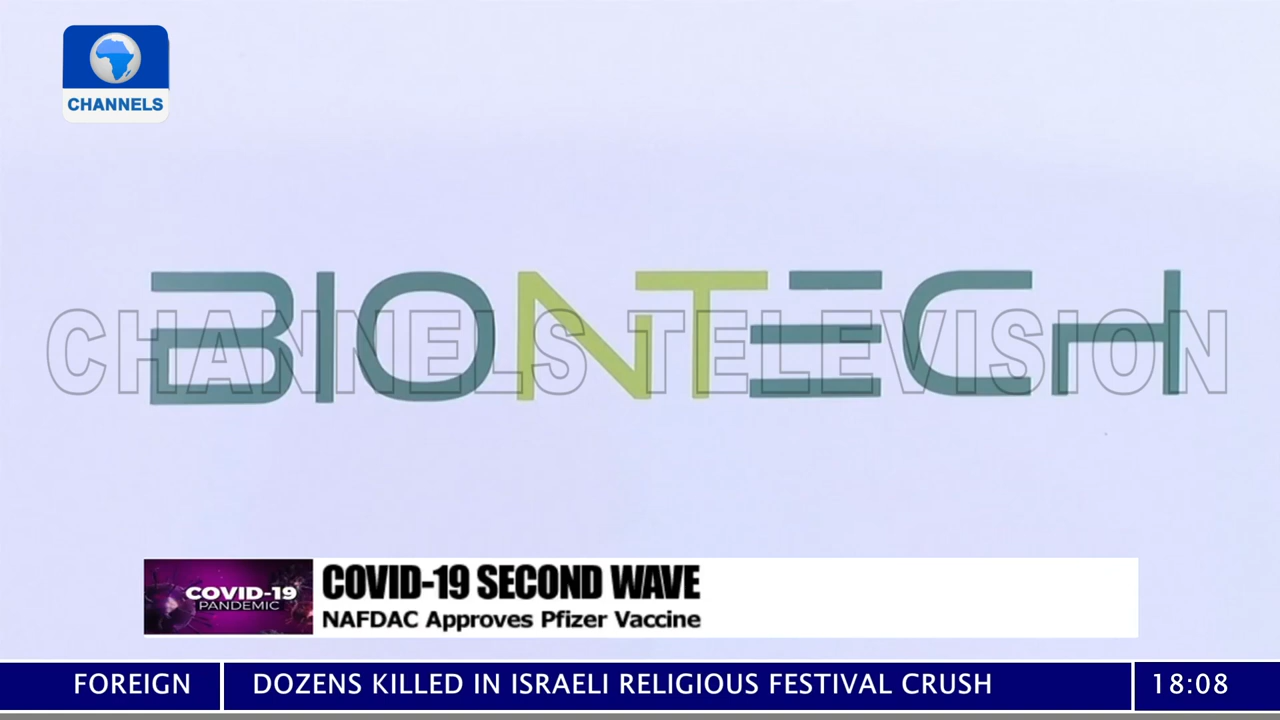 CHANNELS
BIONTECH
CHANNELS TELEVISION
COVID-19
PANDEMIC
COVID-19 SECOND WAVE
NAFDAC Approves Pfizer Vaccine
FOREIGN
DOZENS KILLED IN ISRAELI RELIGIOUS FESTIVAL CRUSH
18:08